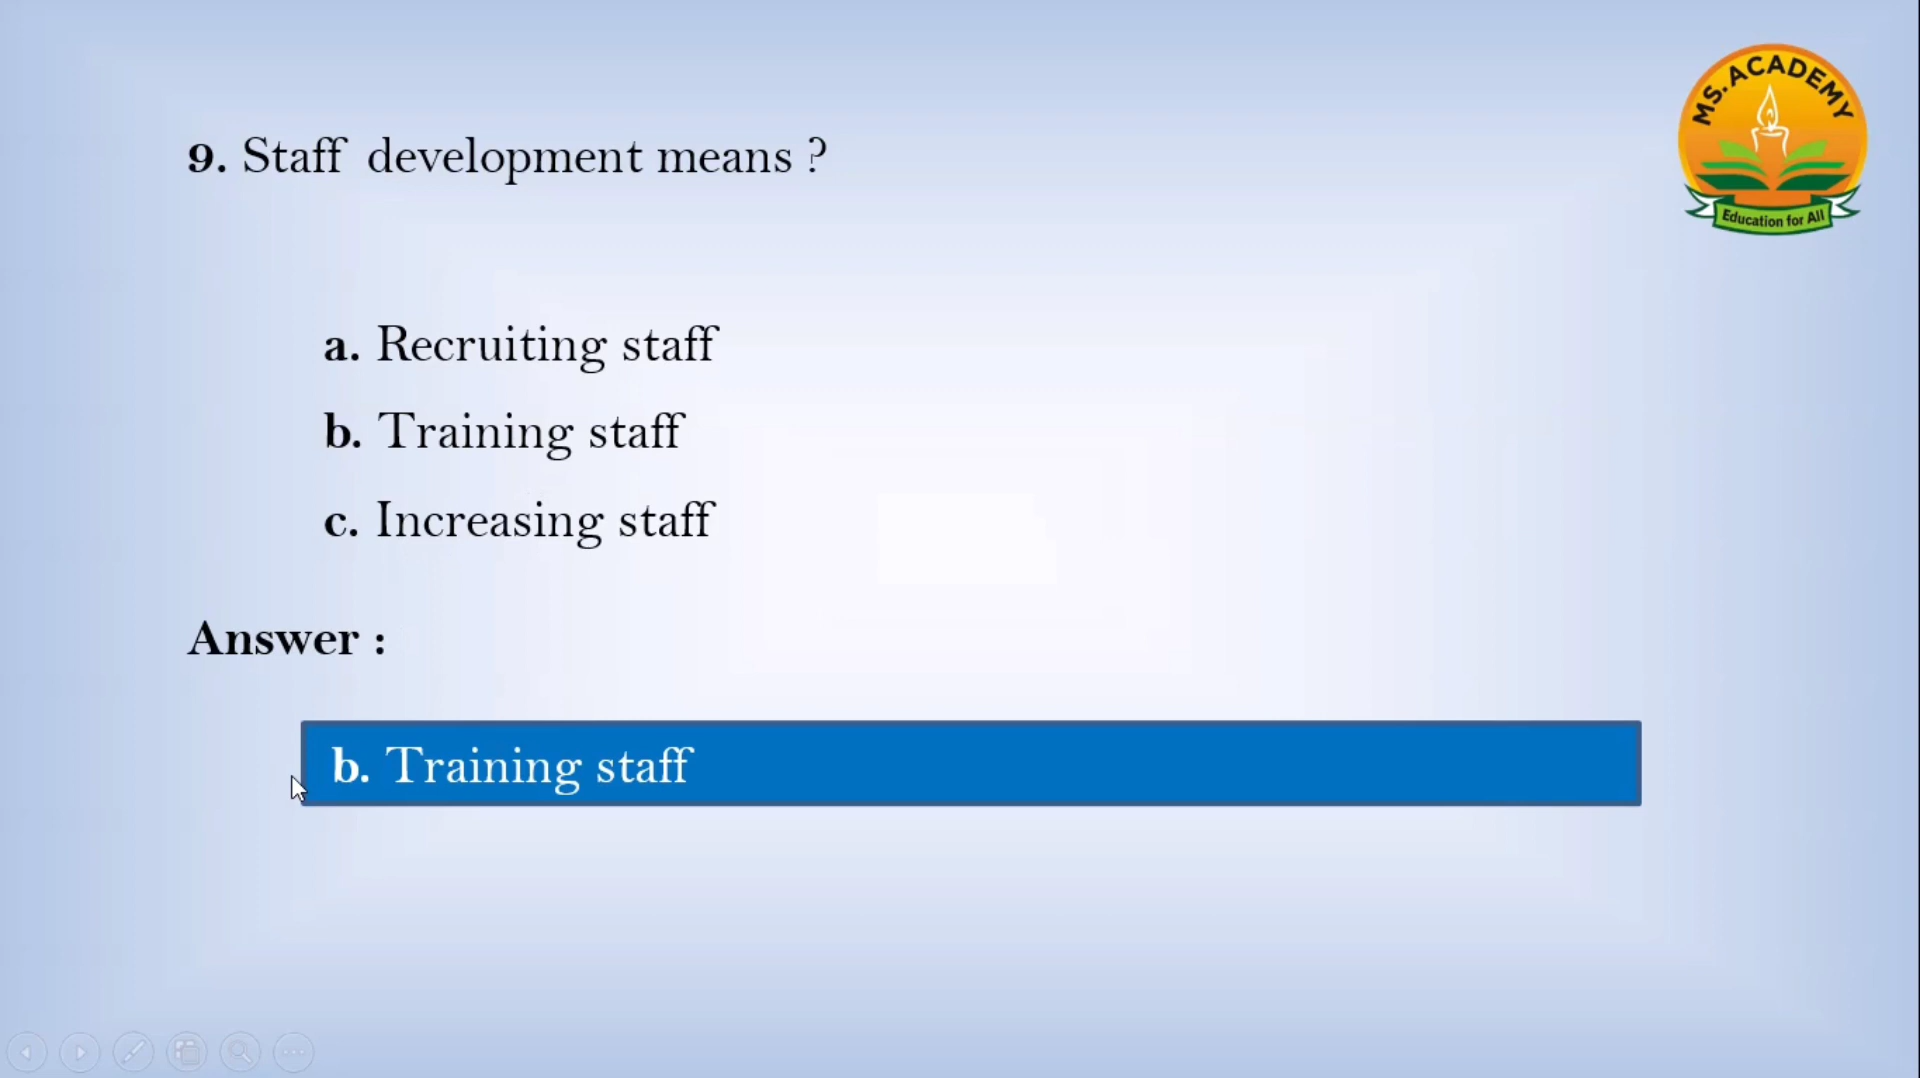 MS. ACADEMY
Education for All
9. Staff development means ?
a. Recruiting staff
b. Training staff
c. Increasing staff
Answer :
b. Training staff